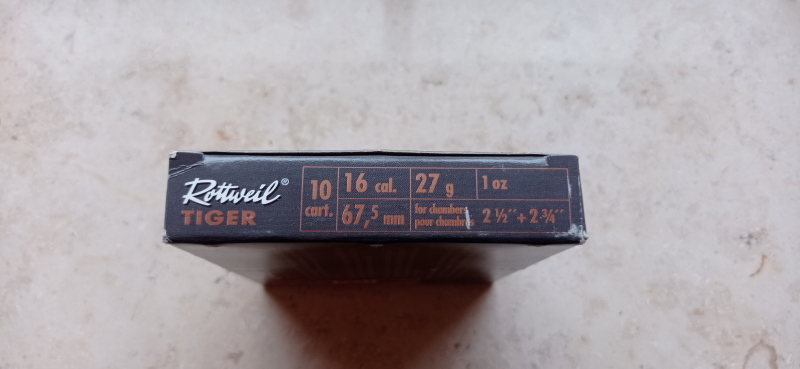 Rottweil®
TIGER
10
cart.
16 cal.
27 g
1 oz
67,5 mm
for chambers
pour chambres
2 ½" + 2 ¾"